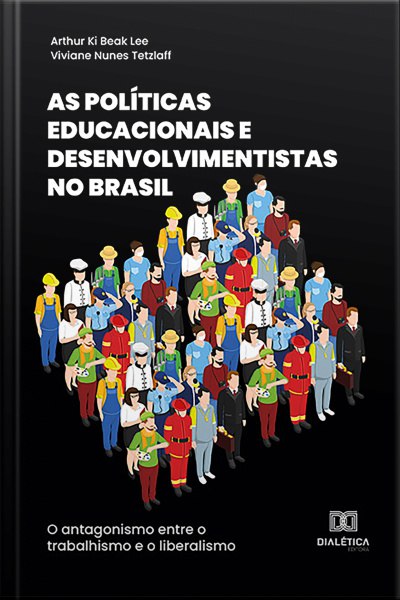 Arthur Ki Beak Lee
Viviane Nunes Tetzlaff
AS POLÍTICAS
EDUCACIONAIS E
DESENVOLVIMENTISTAS
NO BRASIL
O antagonismo entre o
trabalhismo e o liberalismo
DIALÉTICA
EDITORA